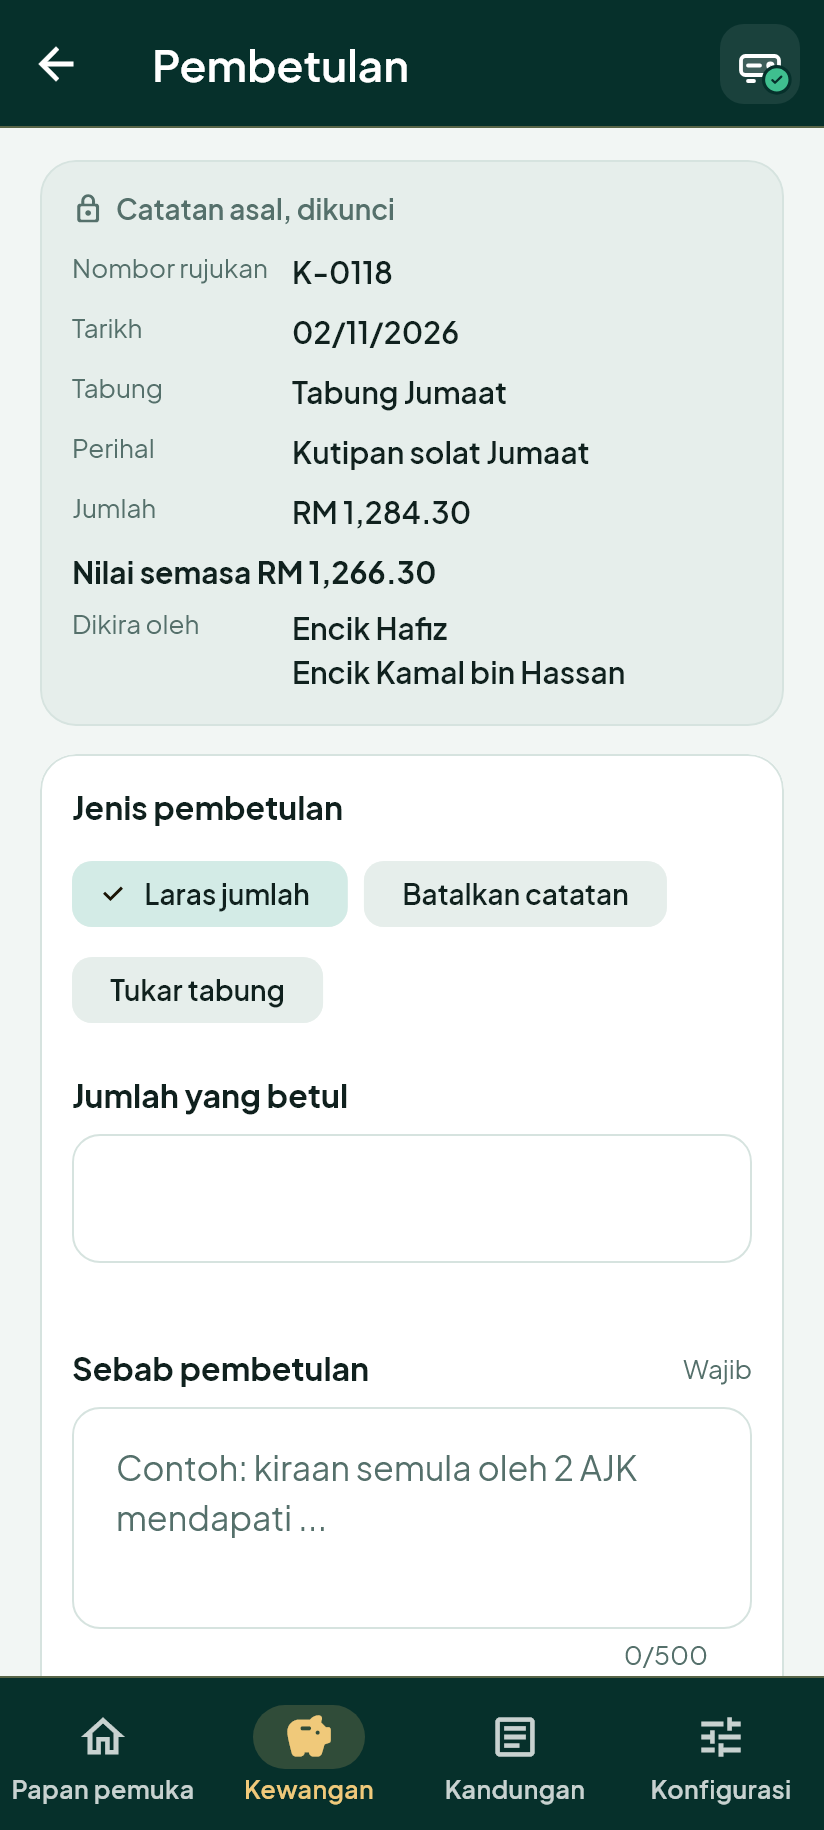 Pembetulan
Catatan asal, dikunci
Nombor rujukan K-0118
Tarikh 02/11/2026
Tabung Tabung Jumaat
Perihal Kutipan solat Jumaat
Jumlah RM 1,284.30
Nilai semasa RM 1,266.30
Dikira oleh Encik Hafiz
Encik Kamal bin Hassan
Jenis pembetulan
Laras jumlah Batalkan catatan
Tukar tabung
Jumlah yang betul
Sebab pembetulan Wajib
Contoh: kiraan semula oleh 2 AJK
mendapati ...
0/500
Papan pemuka Kewangan Kandungan Konfigurasi